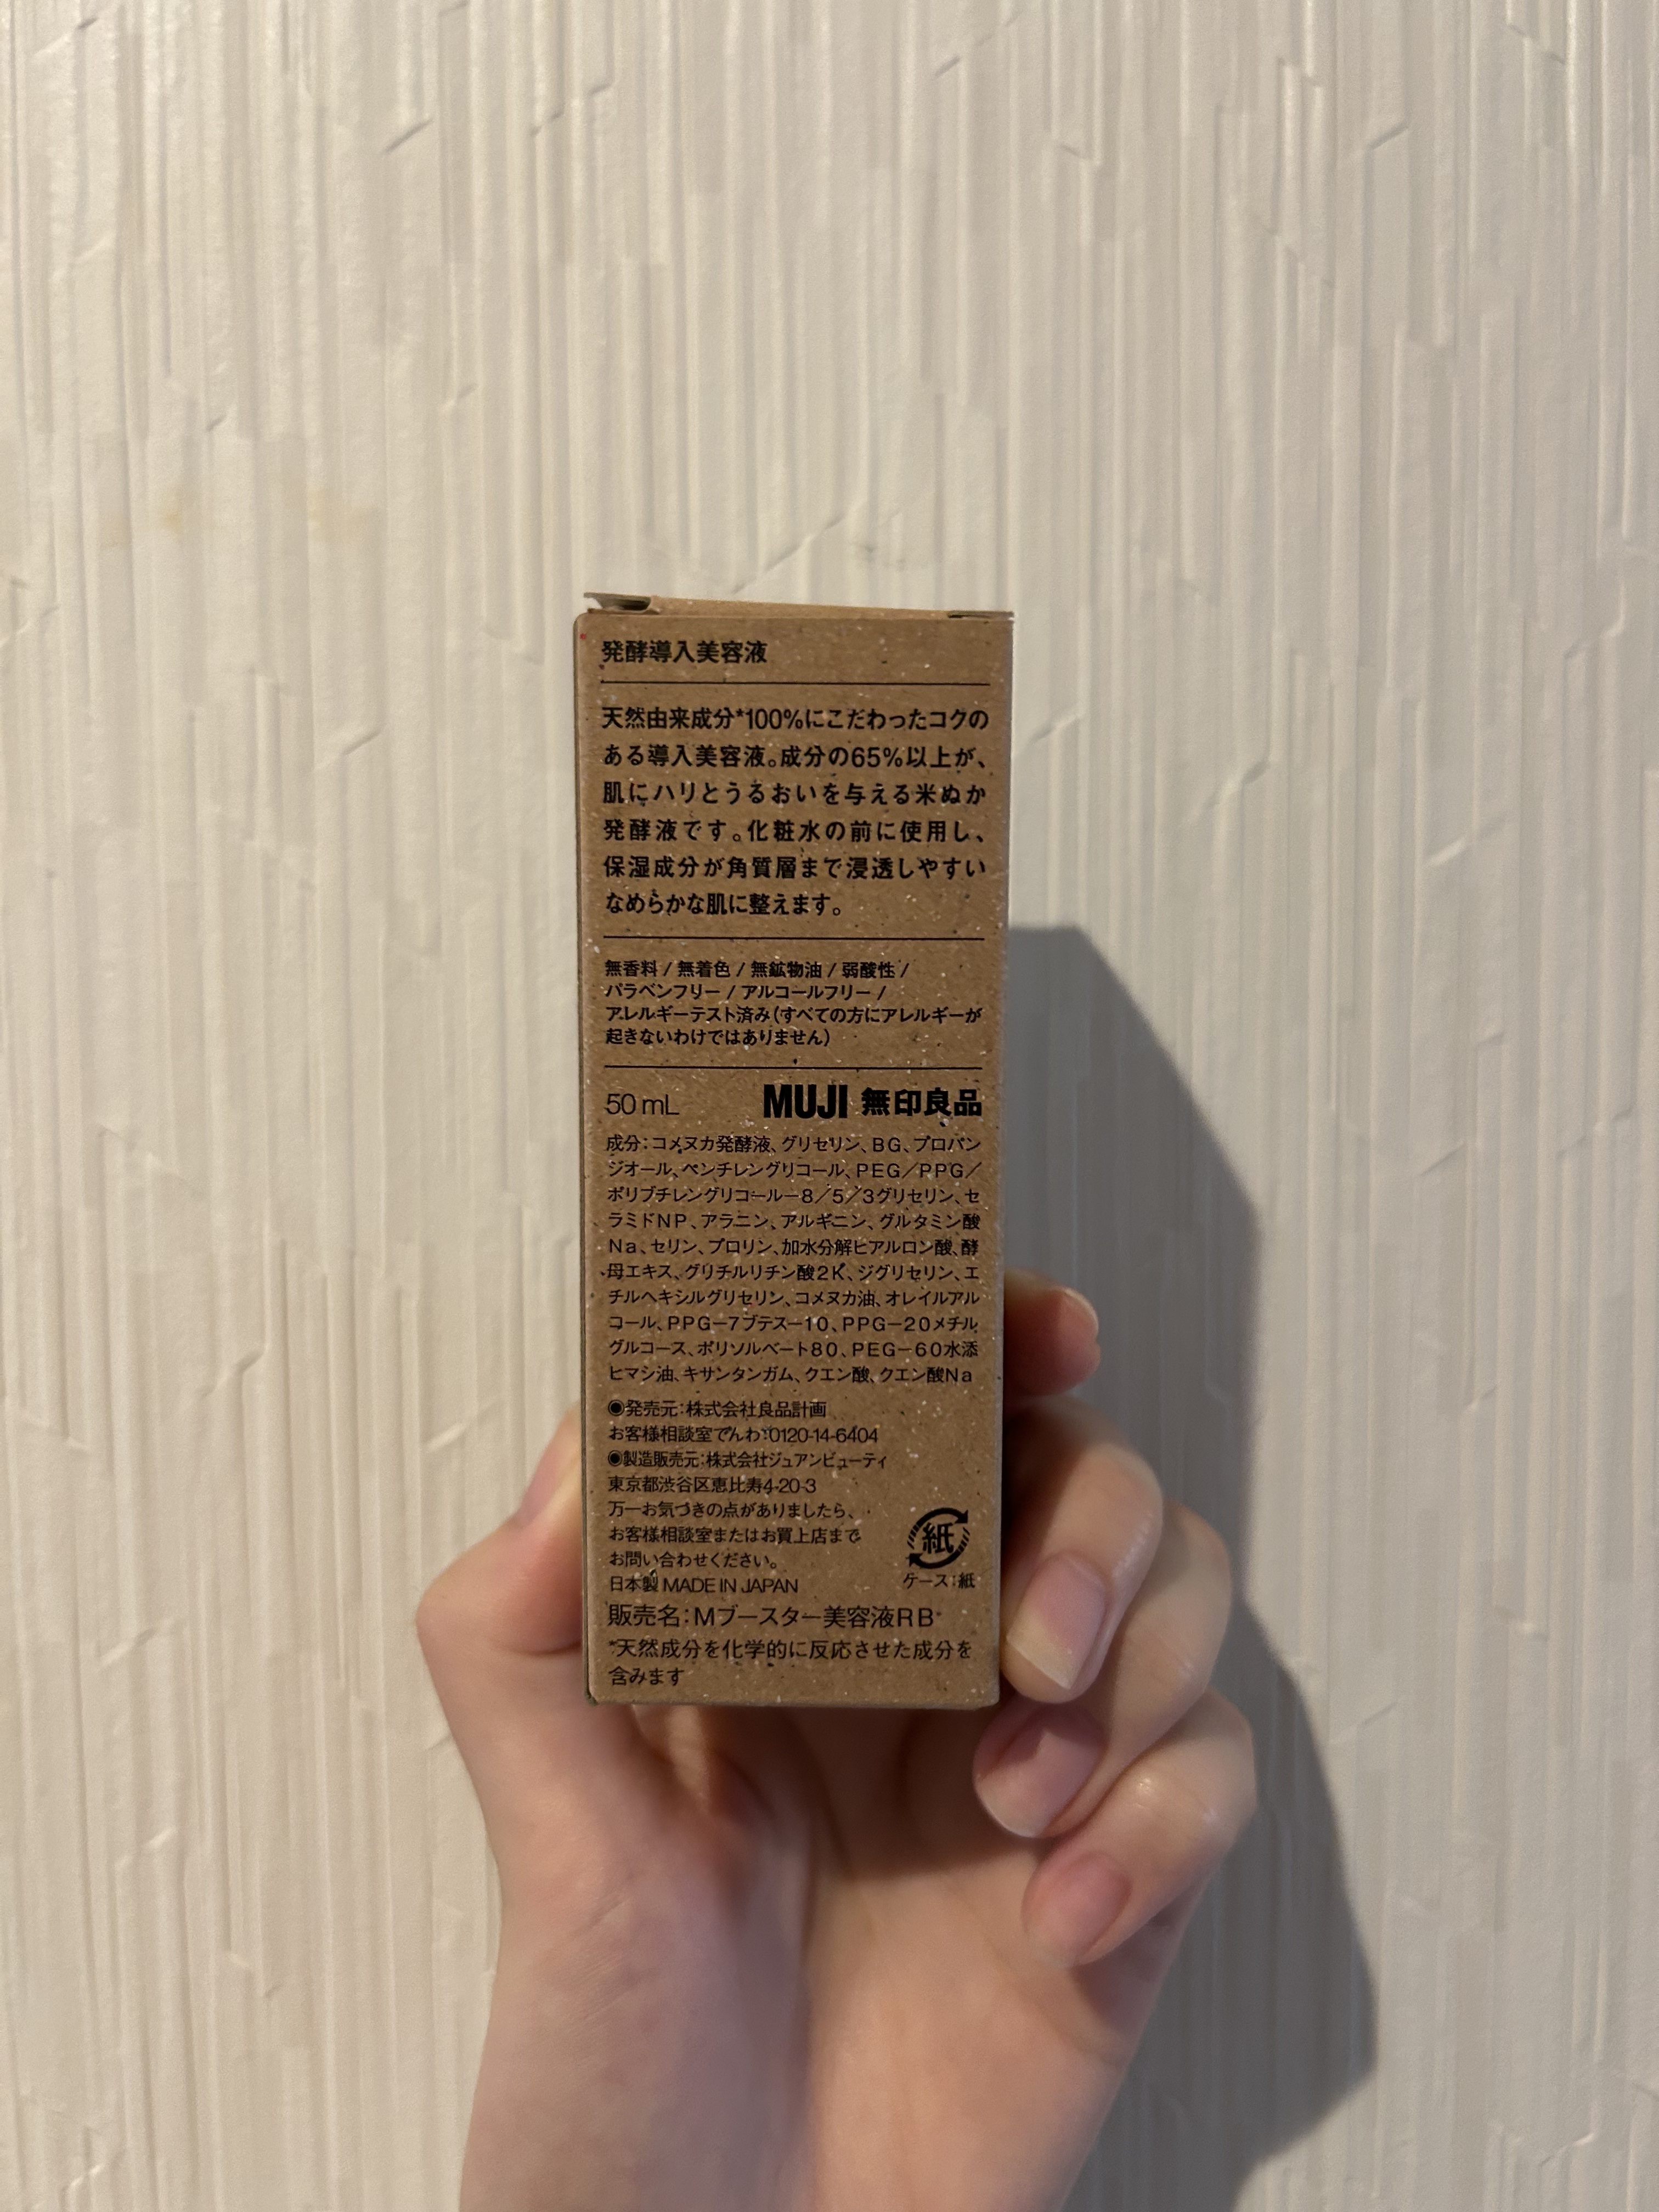 発酵導入美容液
天然由来成分*100%にこだわったコクの
ある導入美容液。成分の65%以上が、
肌にハリとうるおいを与える米ぬか
発酵液です。化粧水の前に使用し、
保湿成分が角質層まで浸透しやすい
なめらかな肌に整えます。
無香料 / 無着色 / 無鉱物油 / 弱酸性 /
パラベンフリー / アルコールフリー /
アレルギーテスト済み(すべての方にアレルギーが
起きないわけではありません)
50 mL MUJI 無印良品
成分:コメヌカ発酵液、グリセリン、BG、プロパン
ジオール、ペンチレングリコール、PEG/PPG/
ポリブチレングリコール-8/5/3グリセリン、セ
ラミドNP、アラニン、アルギニン、グルタミン酸
Na、セリン、プロリン、加水分解ヒアルロン酸、酵
母エキス、グリチルリチン酸2K、ジグリセリン、エ
チルヘキシルグリセリン、コメヌカ油、オレイルアル
コール、PPG-7ブテス-10、PPG-20メチル
グルコース、ポリソルベート80、PEG-60水添
ヒマシ油、キサンタンガム、クエン酸、クエン酸Na
◉発売元:株式会社良品計画
お客様相談室でんわ:0120-14-6404
◉製造販売元:株式会社ジュアンビューティ
東京都渋谷区恵比寿4-20-3
万一お気づきの点がありましたら、
お客様相談室またはお買上店まで
お問い合わせください。
日本製 MADE IN JAPAN
紙
ケース:紙
販売名:Mブースター美容液RB
*天然成分を化学的に反応させた成分を
含みます